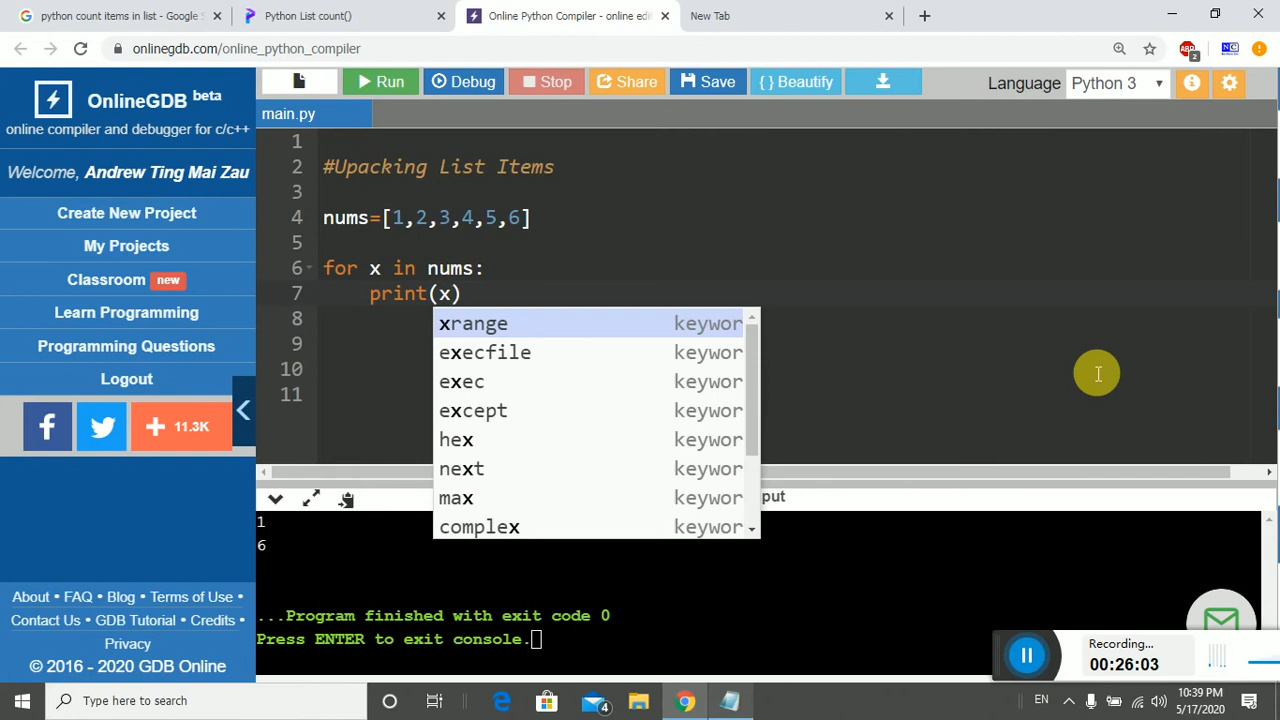 python count items in list - Google S
Python List count()
Online Python Compiler - online edi
New Tab
onlinegdb.com/online_python_compiler
ABP
2
NC
OnlineGDB beta
online compiler and debugger for c/c++
Welcome, Andrew Ting Mai Zau
Create New Project
My Projects
Classroom new
Learn Programming
Programming Questions
Logout
11.3K
About • FAQ • Blog • Terms of Use •
Contact Us • GDB Tutorial • Credits •
Privacy
© 2016 - 2020 GDB Online
Run
Debug
Stop
Share
Save
{ } Beautify
Language Python 3
main.py
1
2 #Upacking List Items
3
4 nums=[1,2,3,4,5,6]
5
6 for x in nums:
7 print(x)
8
9
10
11
xrange keywor
execfile keywor
exec keywor
except keywor
hex keywor
next keywor
max keywor
complex keywor
put
1
6
...Program finished with exit code 0
Press ENTER to exit console.
Recording...
00:26:03
Type here to search
4
EN
10:39 PM
5/17/2020